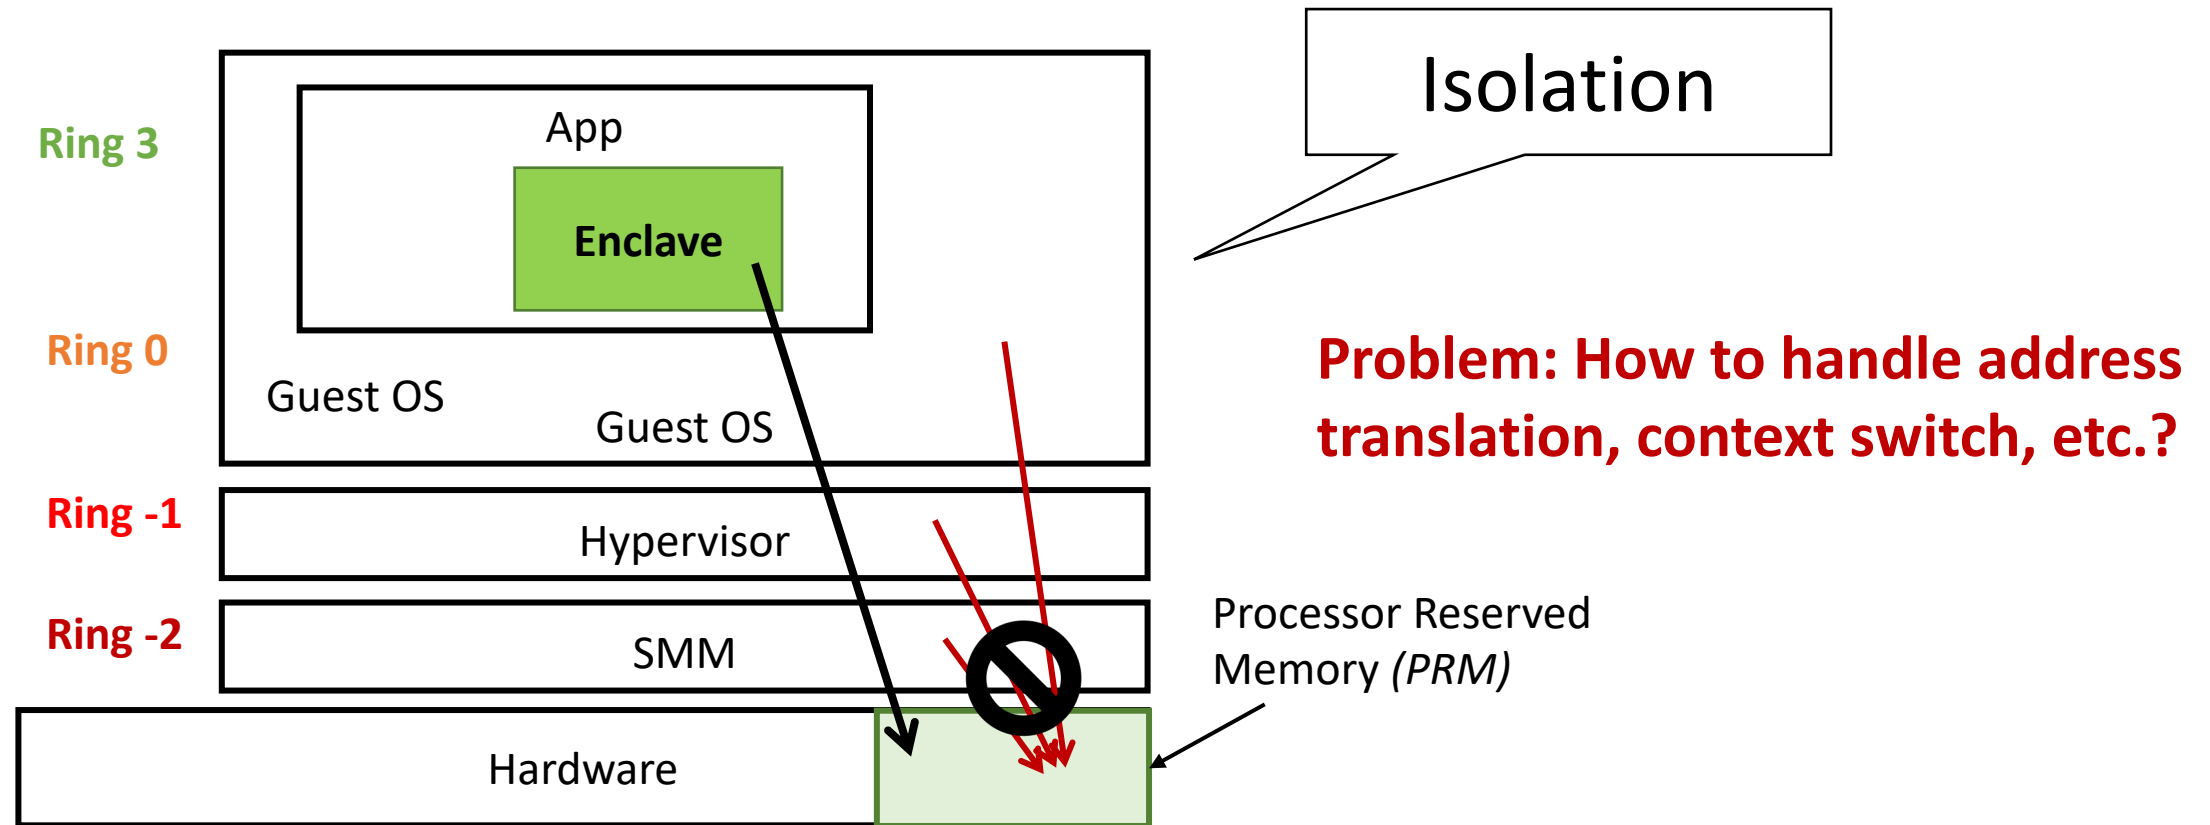 Isolation
App
Ring 3
Enclave
Ring 0
Guest OS
Guest OS
Problem: How to handle address
translation, context switch, etc.?
Ring -1
Hypervisor
Ring -2
SMM
Processor Reserved
Memory (PRM)
Hardware